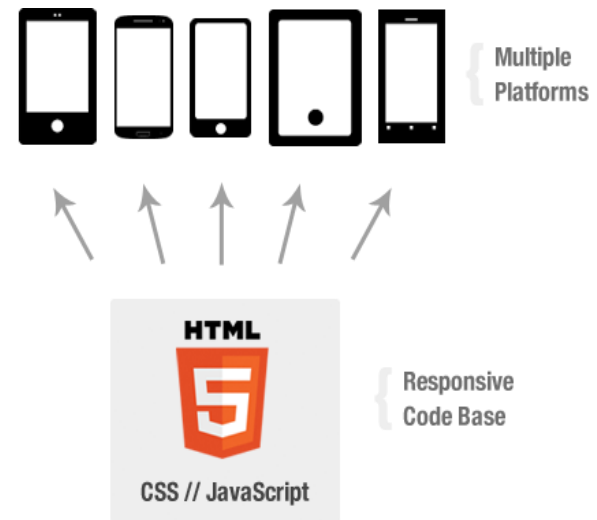 Multiple
Platforms
HTML
5
Responsive
Code Base
CSS // JavaScript